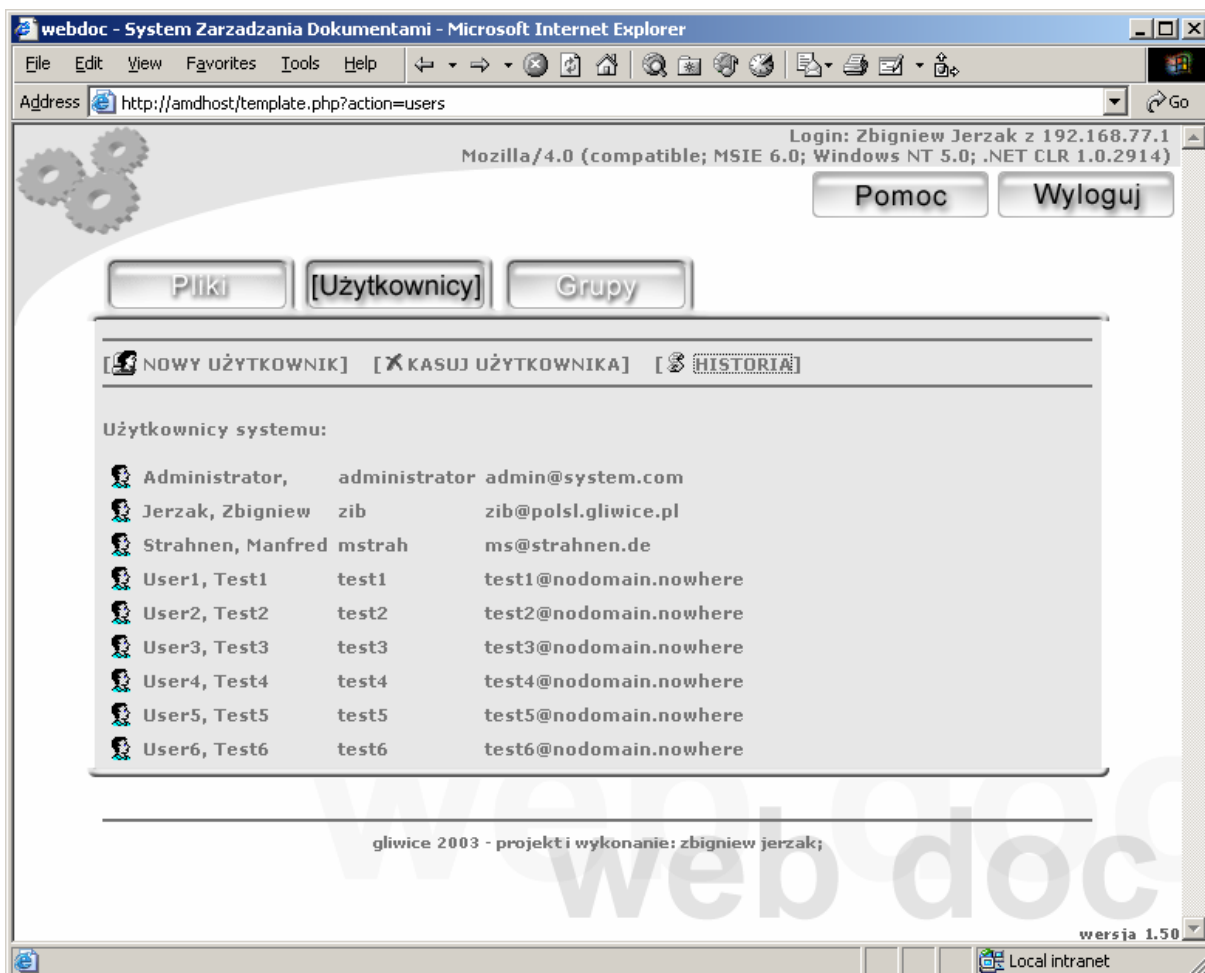 webdoc - System Zarzadzania Dokumentami - Microsoft Internet Explorer
File Edit View Favorites Tools Help
Address http://amdhost/template.php?action=users Go
Login: Zbigniew Jerzak z 192.168.77.1
Mozilla/4.0 (compatible; MSIE 6.0; Windows NT 5.0; .NET CLR 1.0.2914)
Pomoc Wyloguj
Pliki [Użytkownicy] Grupy
[NOWY UŻYTKOWNIK] [KASUJ UŻYTKOWNIKA] [HISTORIA]
Użytkownicy systemu:
Administrator, administrator admin@system.com
Jerzak, Zbigniew zib zib@polsl.gliwice.pl
Strahnen, Manfred mstrah ms@strahnen.de
User1, Test1 test1 test1@nodomain.nowhere
User2, Test2 test2 test2@nodomain.nowhere
User3, Test3 test3 test3@nodomain.nowhere
User4, Test4 test4 test4@nodomain.nowhere
User5, Test5 test5 test5@nodomain.nowhere
User6, Test6 test6 test6@nodomain.nowhere
web doc
gliwice 2003 - projekt i wykonanie: zbigniew jerzak;
web doc
wersja 1.50
Local intranet